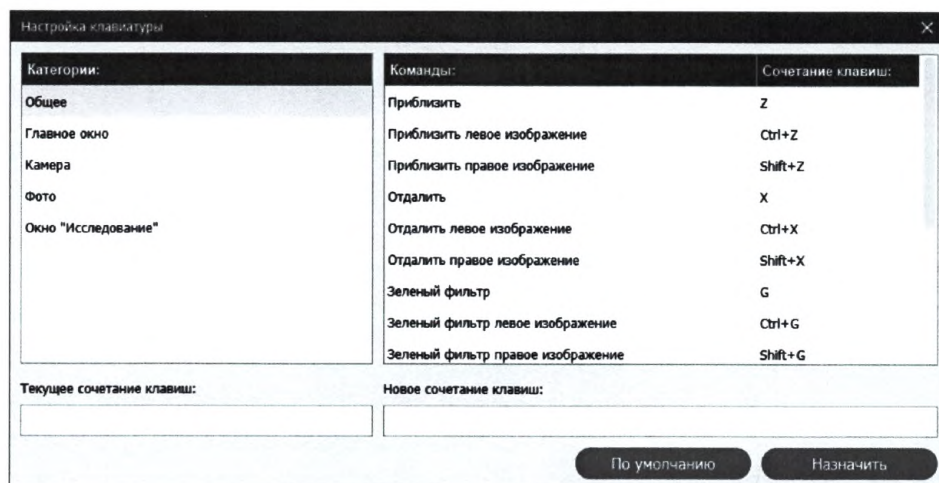 Настройка клавиатуры
Категории:
Общее
Главное окно
Камера
Фото
Окно "Исследование"
Команды: Сочетание клавиш:
Приблизить Z
Приблизить левое изображение Ctrl+Z
Приблизить правое изображение Shift+Z
Отдалить X
Отдалить левое изображение Ctrl+X
Отдалить правое изображение Shift+X
Зеленый фильтр G
Зеленый фильтр левое изображение Ctrl+G
Зеленый фильтр правое изображение Shift+G
Текущее сочетание клавиш:
Новое сочетание клавиш:
По умолчанию
Назначить